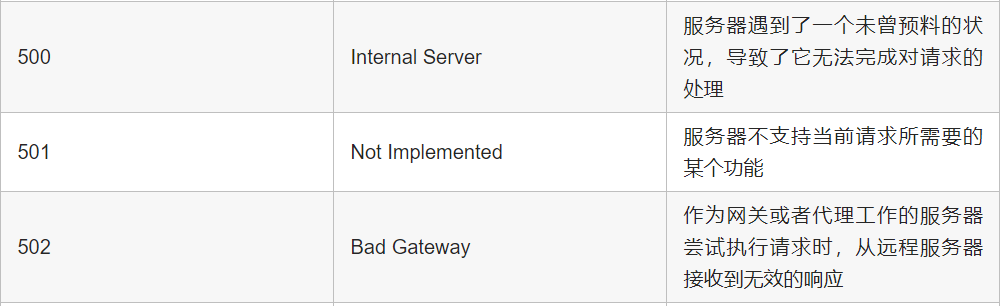 500
Internal Server
服务器遇到了一个未曾预料的状
况，导致了它无法完成对请求的
处理
501
Not Implemented
服务器不支持当前请求所需要的
某个功能
502
Bad Gateway
作为网关或者代理工作的服务器
尝试执行请求时，从远程服务器
接收到无效的响应